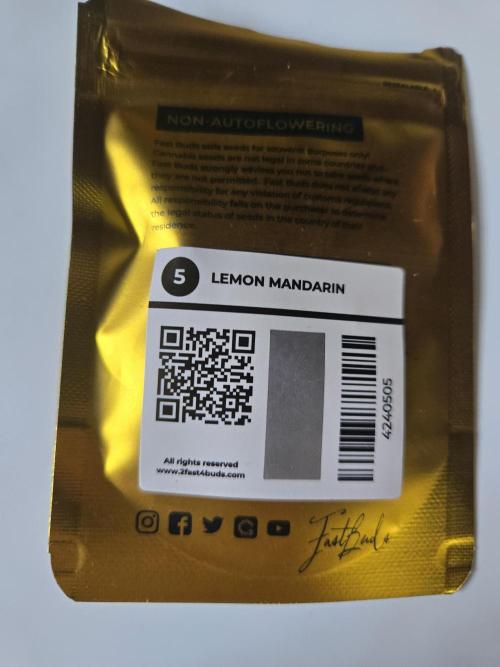 RESEALABLE
NON-AUTOFLOWERING
Fast Buds sells seeds for souvenir purposes only!
Cannabis seeds are not legal in some countries and
Fast Buds strongly advises you not to take seeds where
they are not permitted. Fast Buds does not accept any
responsibility for any violation of customs regulations.
All responsibility falls on the purchaser to determine
the legal status of seeds in the country of their
residence.
5 LEMON MANDARIN
4240505
All rights reserved
www.2fast4buds.com
FastBuds